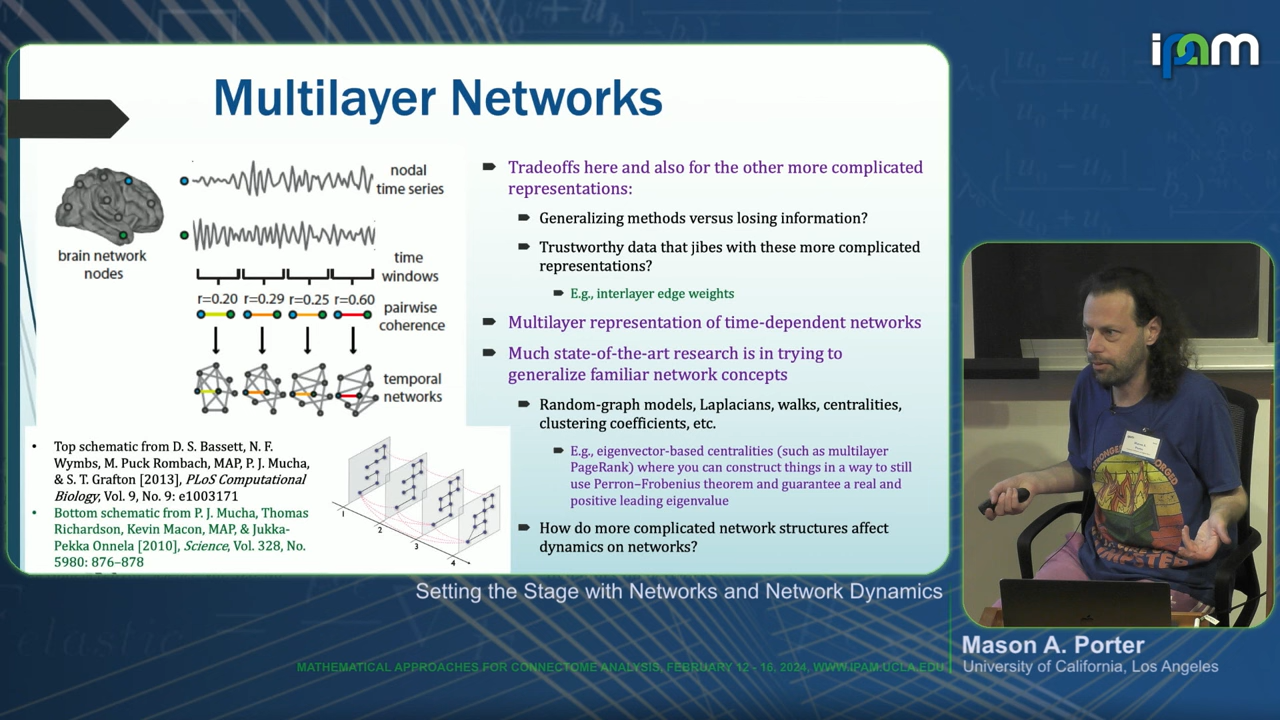 ipam
Multilayer Networks
nodal
time series
brain network
nodes
time
windows
r=0.20 r=0.29 r=0.25 r=0.60
pairwise
coherence
temporal
networks
• Top schematic from D. S. Bassett, N. F.
Wymbs, M. Puck Rombach, MAP, P. J. Mucha,
& S. T. Grafton [2013], PLoS Computational
Biology, Vol. 9, No. 9: e1003171
• Bottom schematic from P. J. Mucha, Thomas
Richardson, Kevin Macon, MAP, & Jukka-
Pekka Onnela [2010], Science, Vol. 328, No.
5980: 876–878
1
2
3
4
Tradeoffs here and also for the other more complicated
representations:
Generalizing methods versus losing information?
Trustworthy data that jibes with these more complicated
representations?
E.g., interlayer edge weights
Multilayer representation of time-dependent networks
Much state-of-the-art research is in trying to
generalize familiar network concepts
Random-graph models, Laplacians, walks, centralities,
clustering coefficients, etc.
E.g., eigenvector-based centralities (such as multilayer
PageRank) where you can construct things in a way to still
use Perron–Frobenius theorem and guarantee a real and
positive leading eigenvalue
How do more complicated network structures affect
dynamics on networks?
Setting the Stage with Networks and Network Dynamics
Mason A. Porter
University of California, Los Angeles
MATHEMATICAL APPROACHES FOR CONNECTOME ANALYSIS, FEBRUARY 12 - 16, 2024, WWW.IPAM.UCLA.EDU
elastic